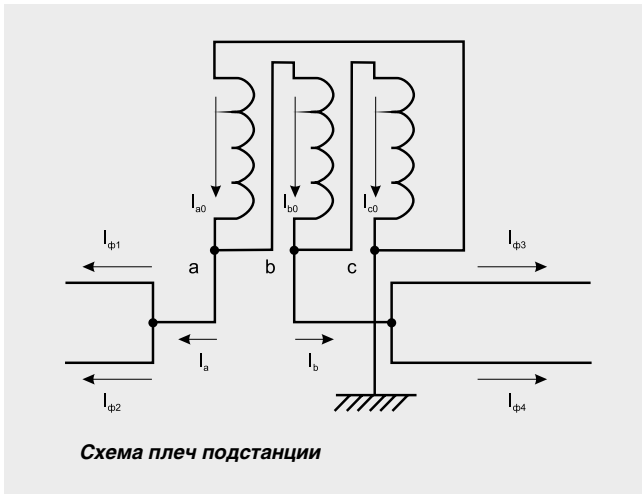 I_a0
I_b0
I_c0
I_ф1
a
b
c
I_ф3
I_a
I_b
I_ф2
I_ф4
Схема плеч подстанции